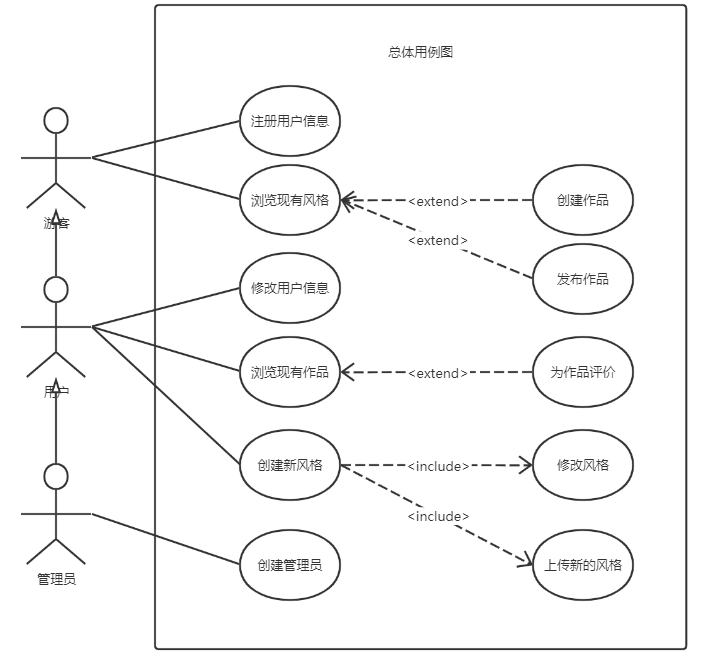 总体用例图
注册用户信息
浏览现有风格
<extend>
创建作品
游客
<extend>
发布作品
修改用户信息
浏览现有作品
<extend>
为作品评价
用户
创建新风格
<include>
修改风格
<include>
创建管理员
上传新的风格
管理员